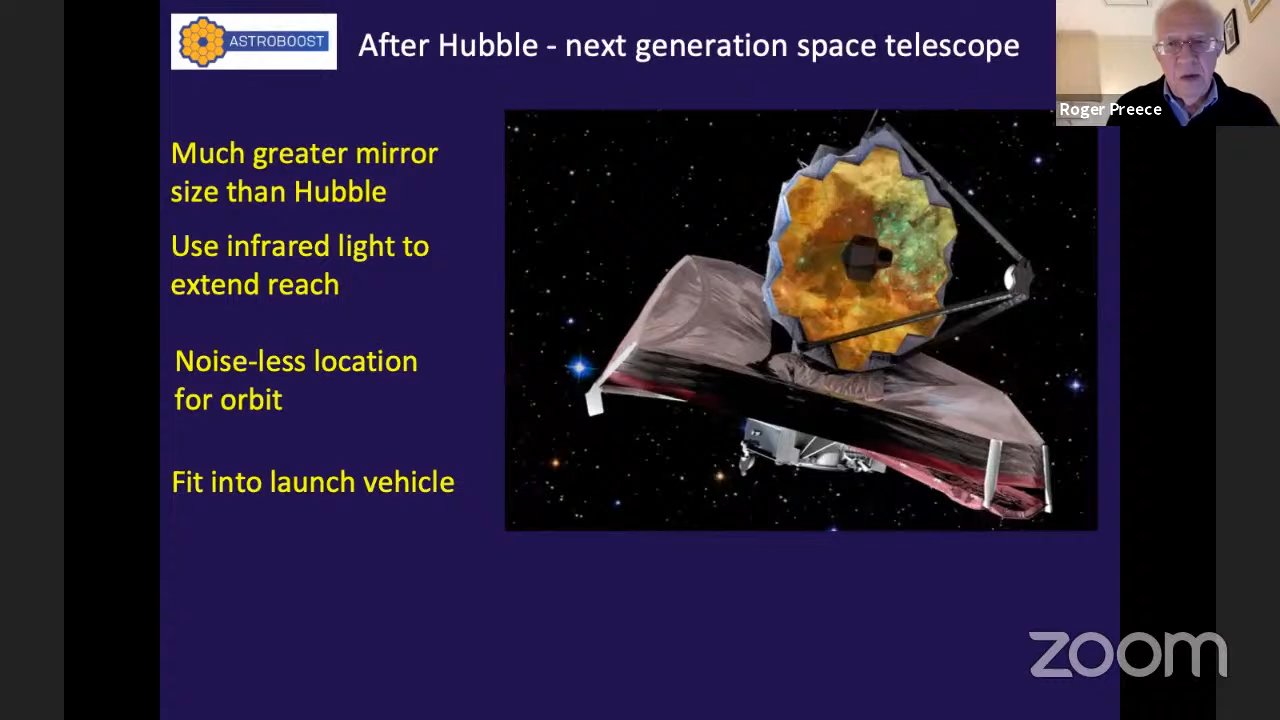 ASTROBOOST
After Hubble - next generation space telescope
Roger Preece
Much greater mirror
size than Hubble
Use infrared light to
extend reach
Noise-less location
for orbit
Fit into launch vehicle
zoom